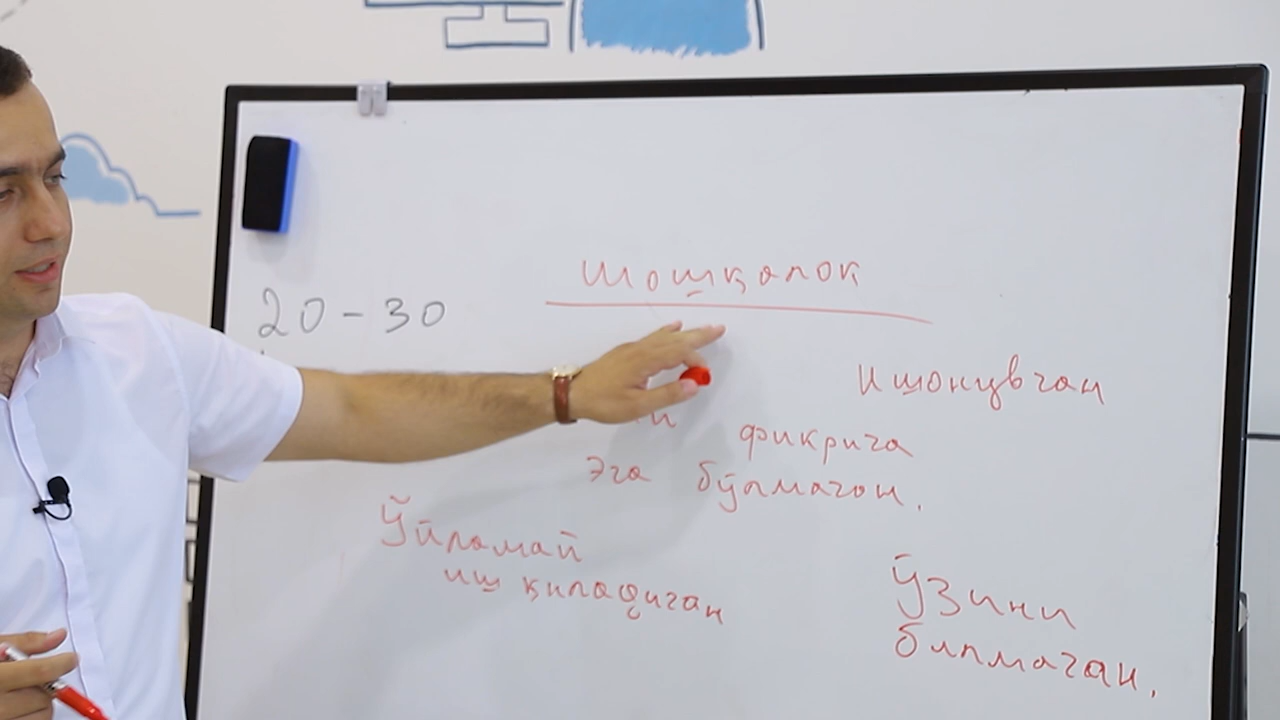 20-30
Шошқалоқ
Ишонувчан
фикрига
эга бўлмаган.
Ўйламай
иш қиладиган
Ўзини
билмаган.